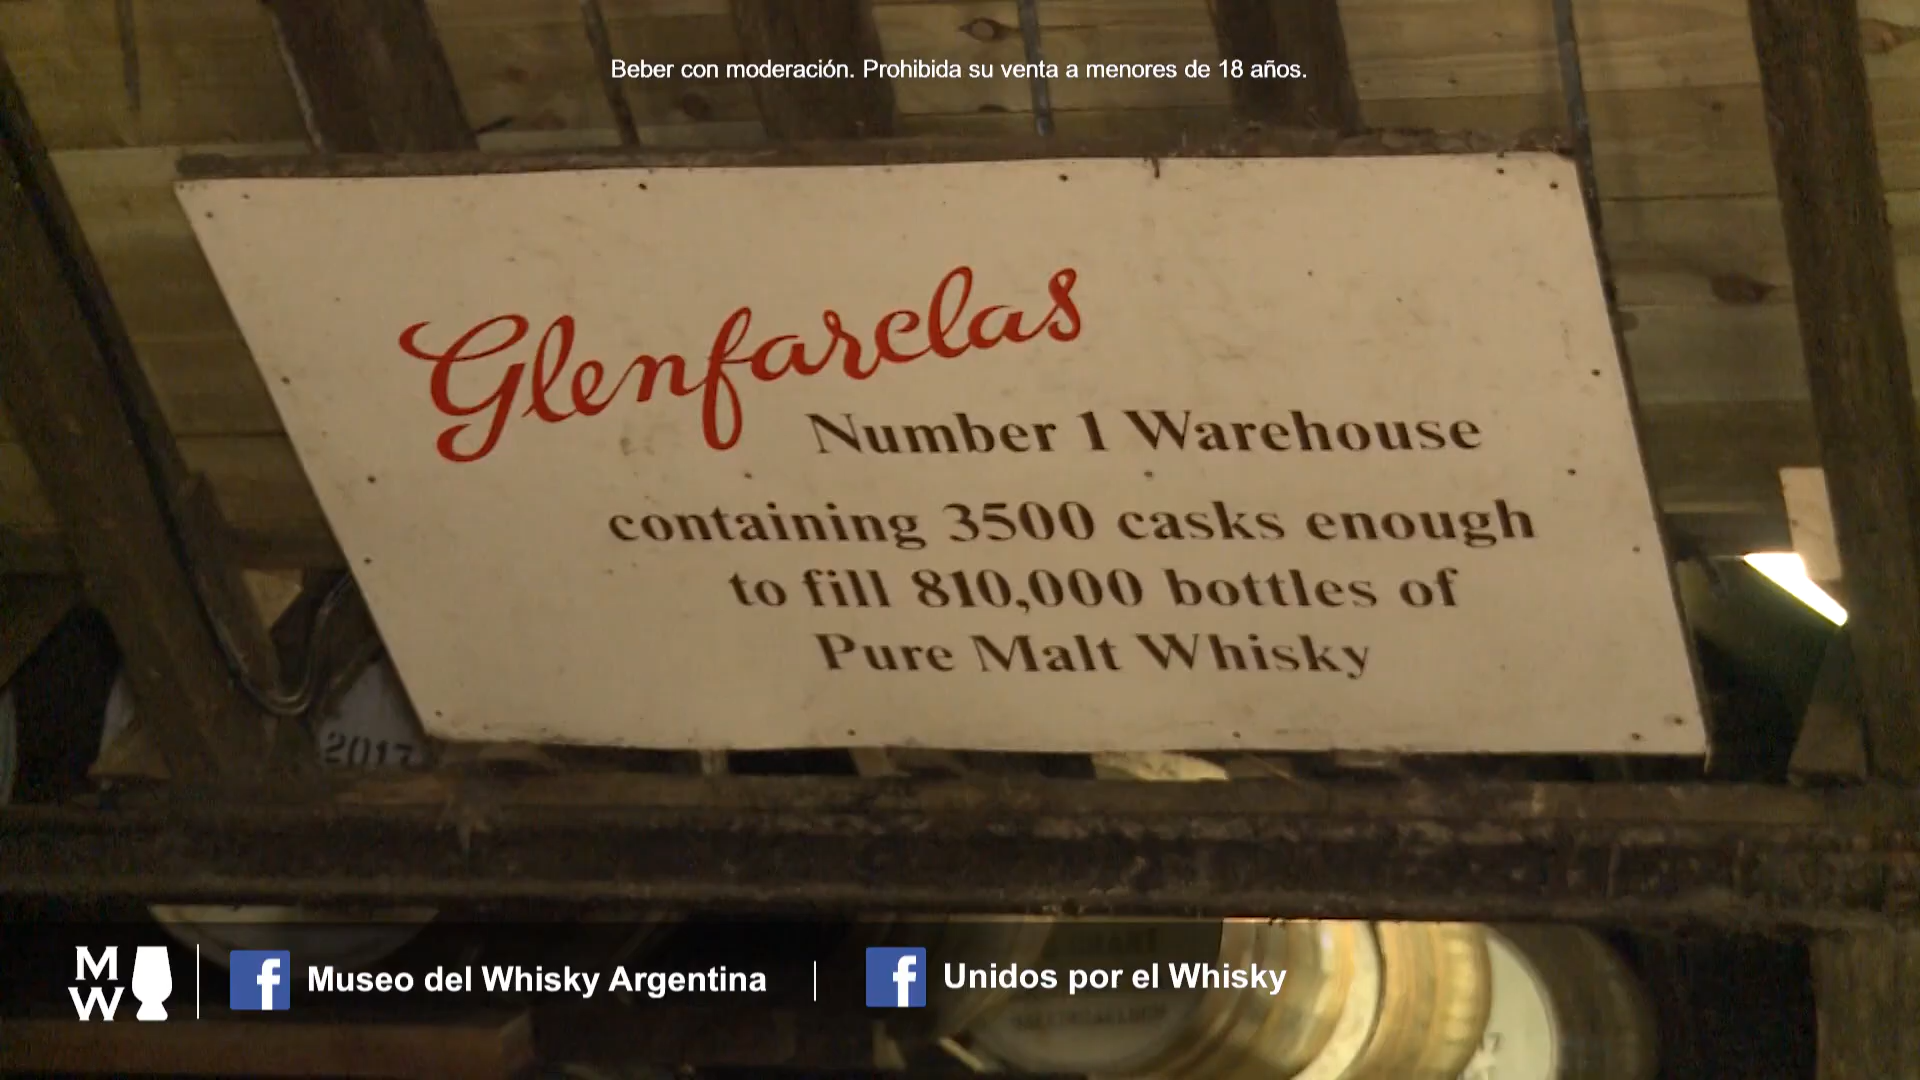 Beber con moderación. Prohibida su venta a menores de 18 años.
Glenfarclas
Number 1 Warehouse
containing 3500 casks enough
to fill 810,000 bottles of
Pure Malt Whisky
2017
MW
Museo del Whisky Argentina | Unidos por el Whisky